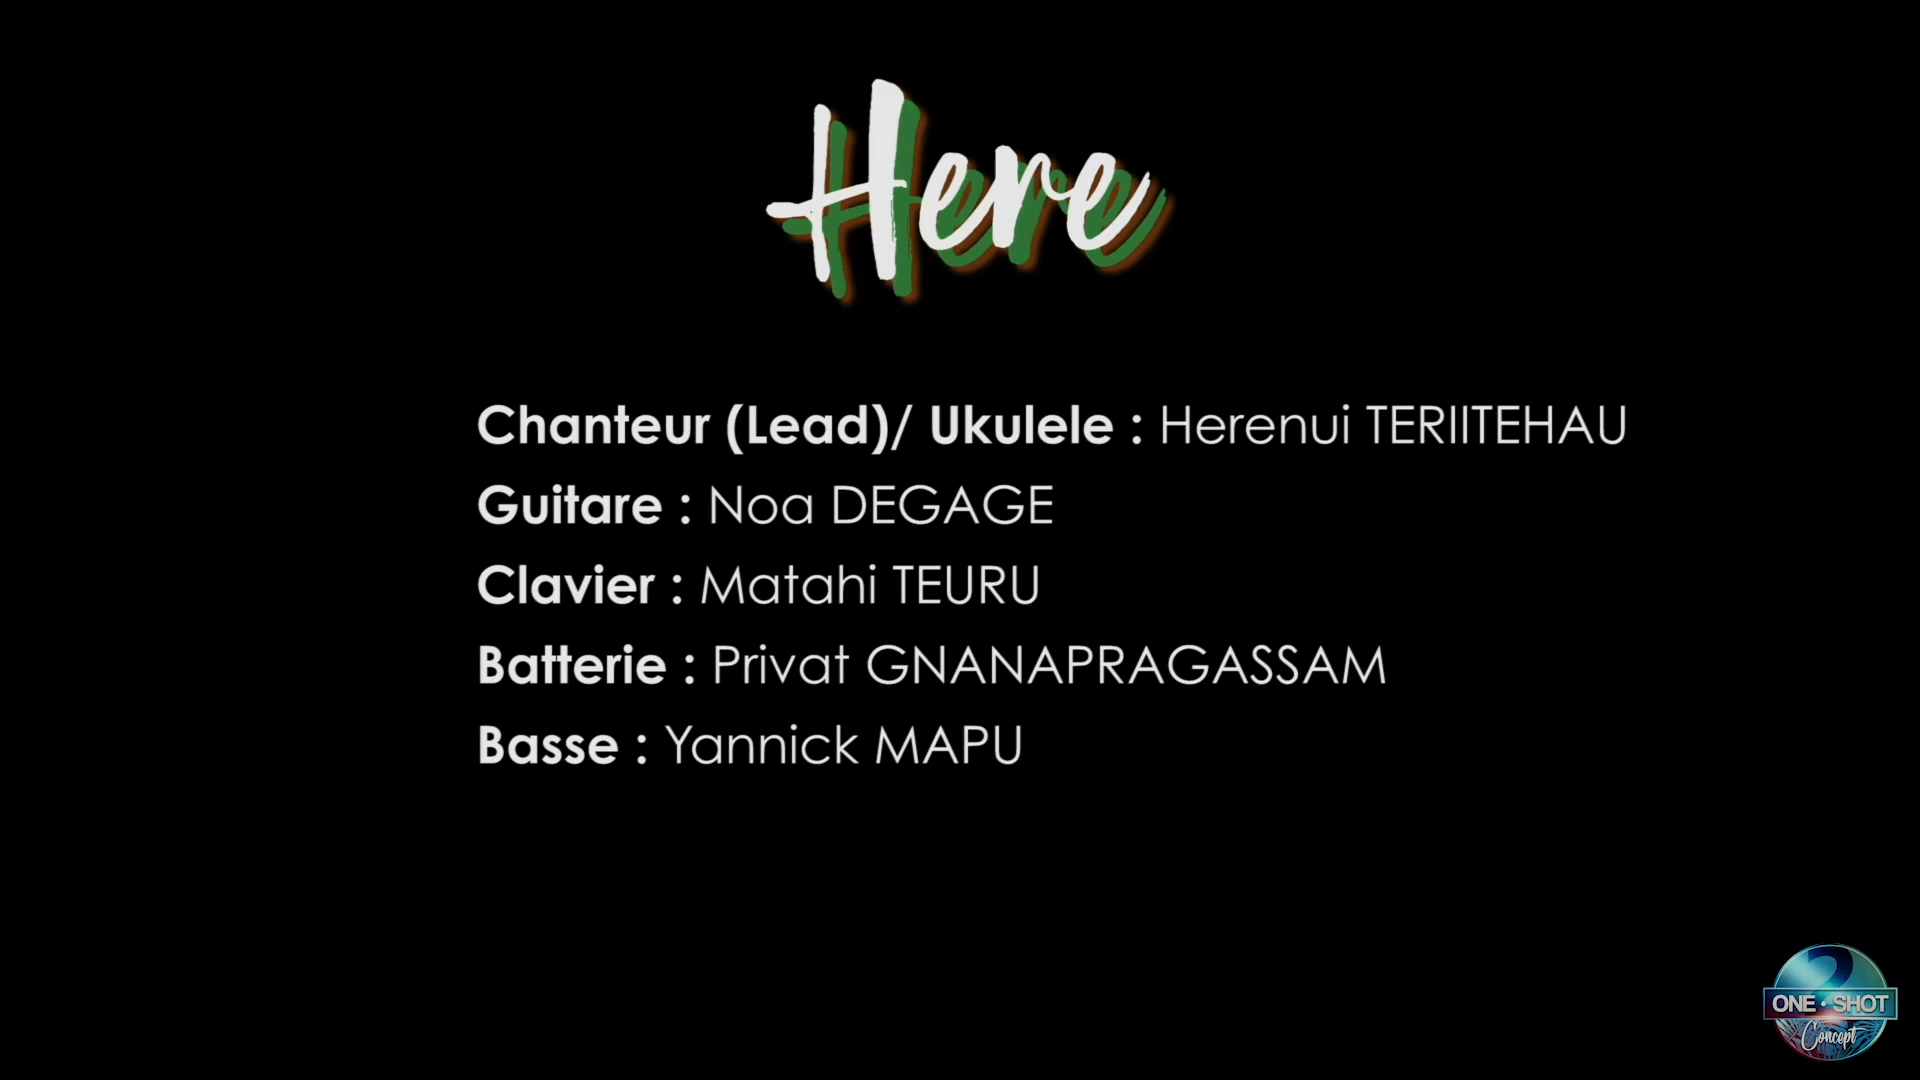 Here
Chanteur (Lead)/ Ukulele : Herenui TERIITEHAU
Guitare : Noa DEGAGE
Clavier : Matahi TEURU
Batterie : Privat GNANAPRAGASSAM
Basse : Yannick MAPU
2
ONE • SHOT
Concept